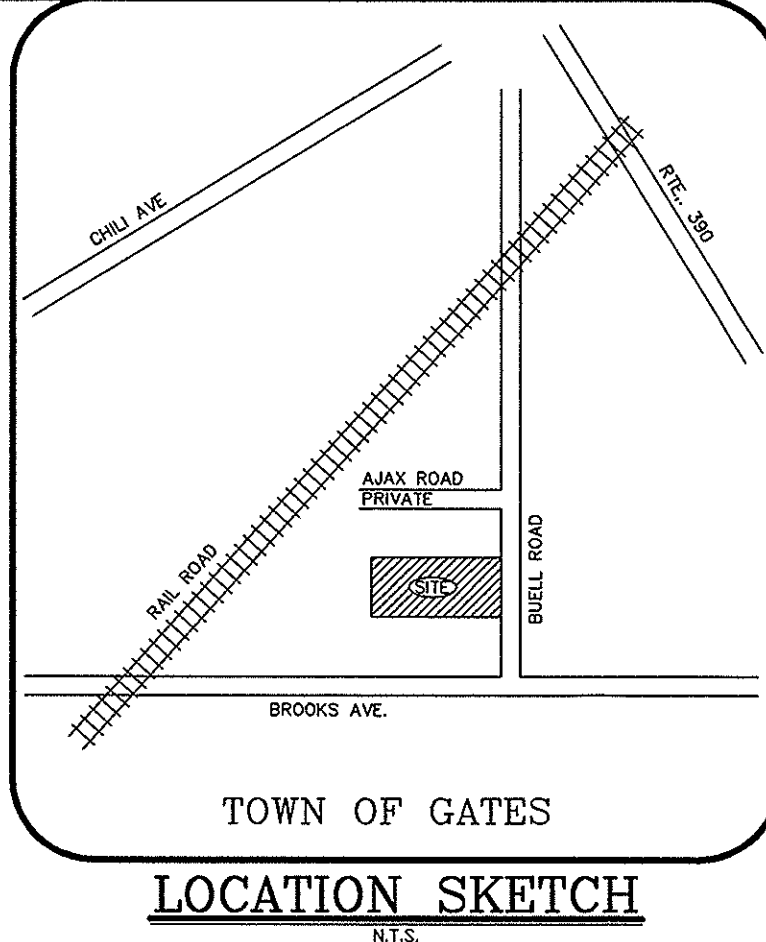 CHILI AVE
RTE.. 390
AJAX ROAD
PRIVATE
RAIL ROAD
SITE
BUELL ROAD
BROOKS AVE.
TOWN OF GATES
LOCATION SKETCH
N.T.S.